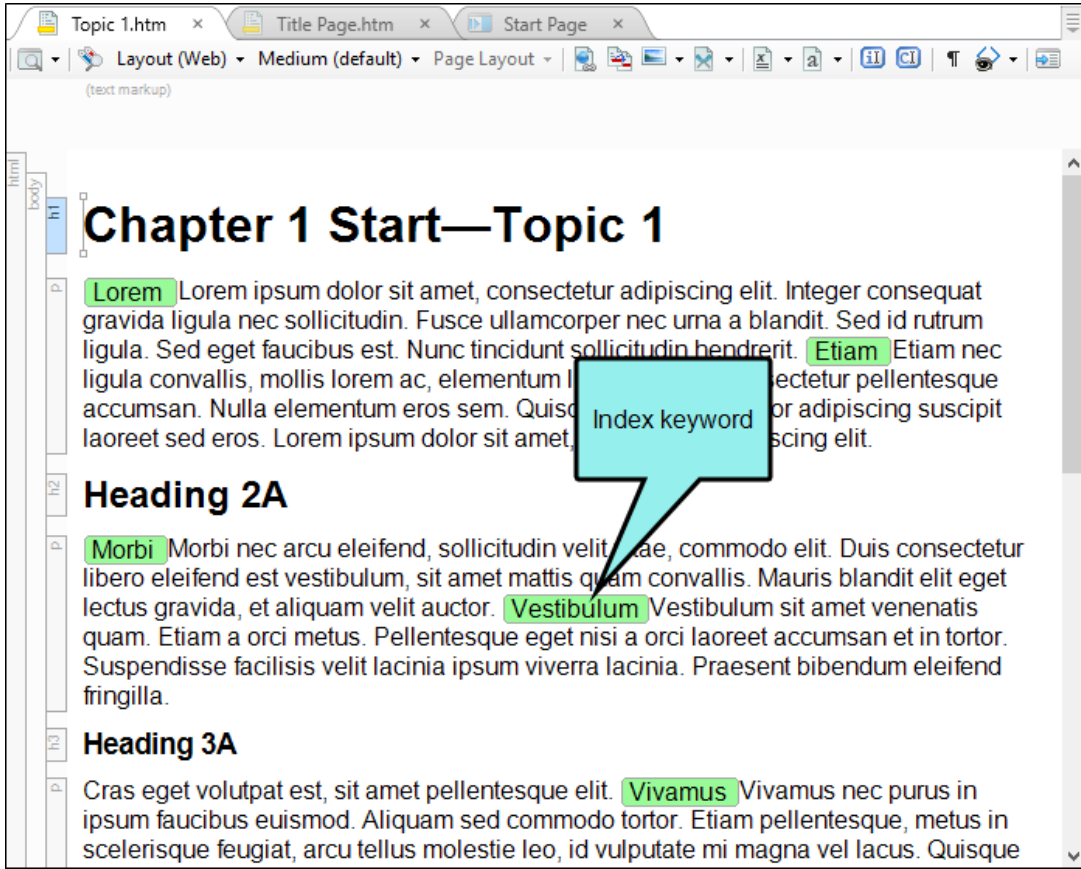 Topic 1.htm × Title Page.htm × Start Page ×
Layout (Web) Medium (default) Page Layout
(text markup)
html
body
h1
Chapter 1 Start—Topic 1
p
Lorem Lorem ipsum dolor sit amet, consectetur adipiscing elit. Integer consequat
gravida ligula nec sollicitudin. Fusce ullamcorper nec urna a blandit. Sed id rutrum
ligula. Sed eget faucibus est. Nunc tincidunt sollicitudin hendrerit. Etiam Etiam nec
ligula convallis, mollis lorem ac, elementum pellentesque
accumsan. Nulla elementum eros sem. adipiscing suscipit
laoreet sed eros. Lorem ipsum dolor sit amet, elit.
Index keyword
h2
Heading 2A
p
Morbi Morbi nec arcu eleifend, sollicitudin velit commodo elit. Duis consectetur
libero eleifend est vestibulum, sit amet mattis quam convallis. Mauris blandit elit eget
lectus gravida, et aliquam velit auctor. Vestibulum Vestibulum sit amet venenatis
quam. Etiam a orci metus. Pellentesque eget nisi a orci laoreet accumsan et in tortor.
Suspendisse facilisis velit lacinia ipsum viverra lacinia. Praesent bibendum eleifend
fringilla.
h3
Heading 3A
p
Cras eget volutpat est, sit amet pellentesque elit. Vivamus Vivamus nec purus in
ipsum faucibus euismod. Aliquam sed commodo tortor. Etiam pellentesque, metus in
scelerisque feugiat, arcu tellus molestie leo, id vulputate mi magna vel lacus. Quisque